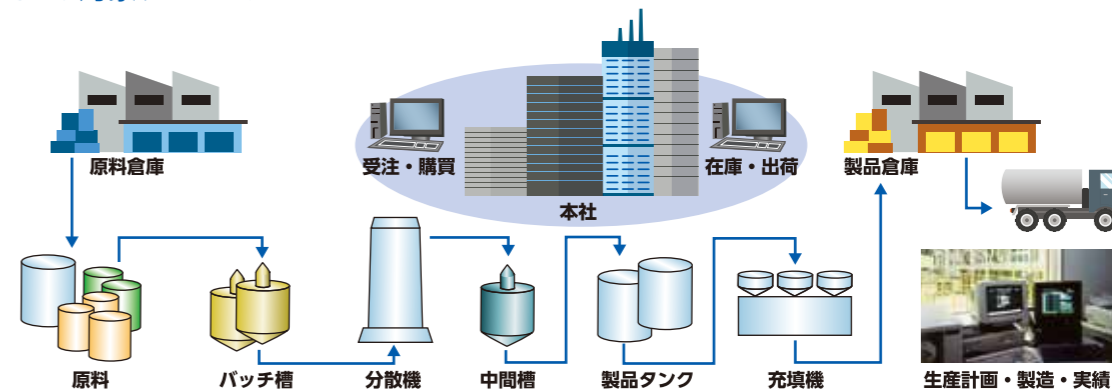 原料倉庫
受注・購買
在庫・出荷
製品倉庫
本社
原料
バッチ槽
分散機
中間槽
製品タンク
充填機
生産計画・製造・実績